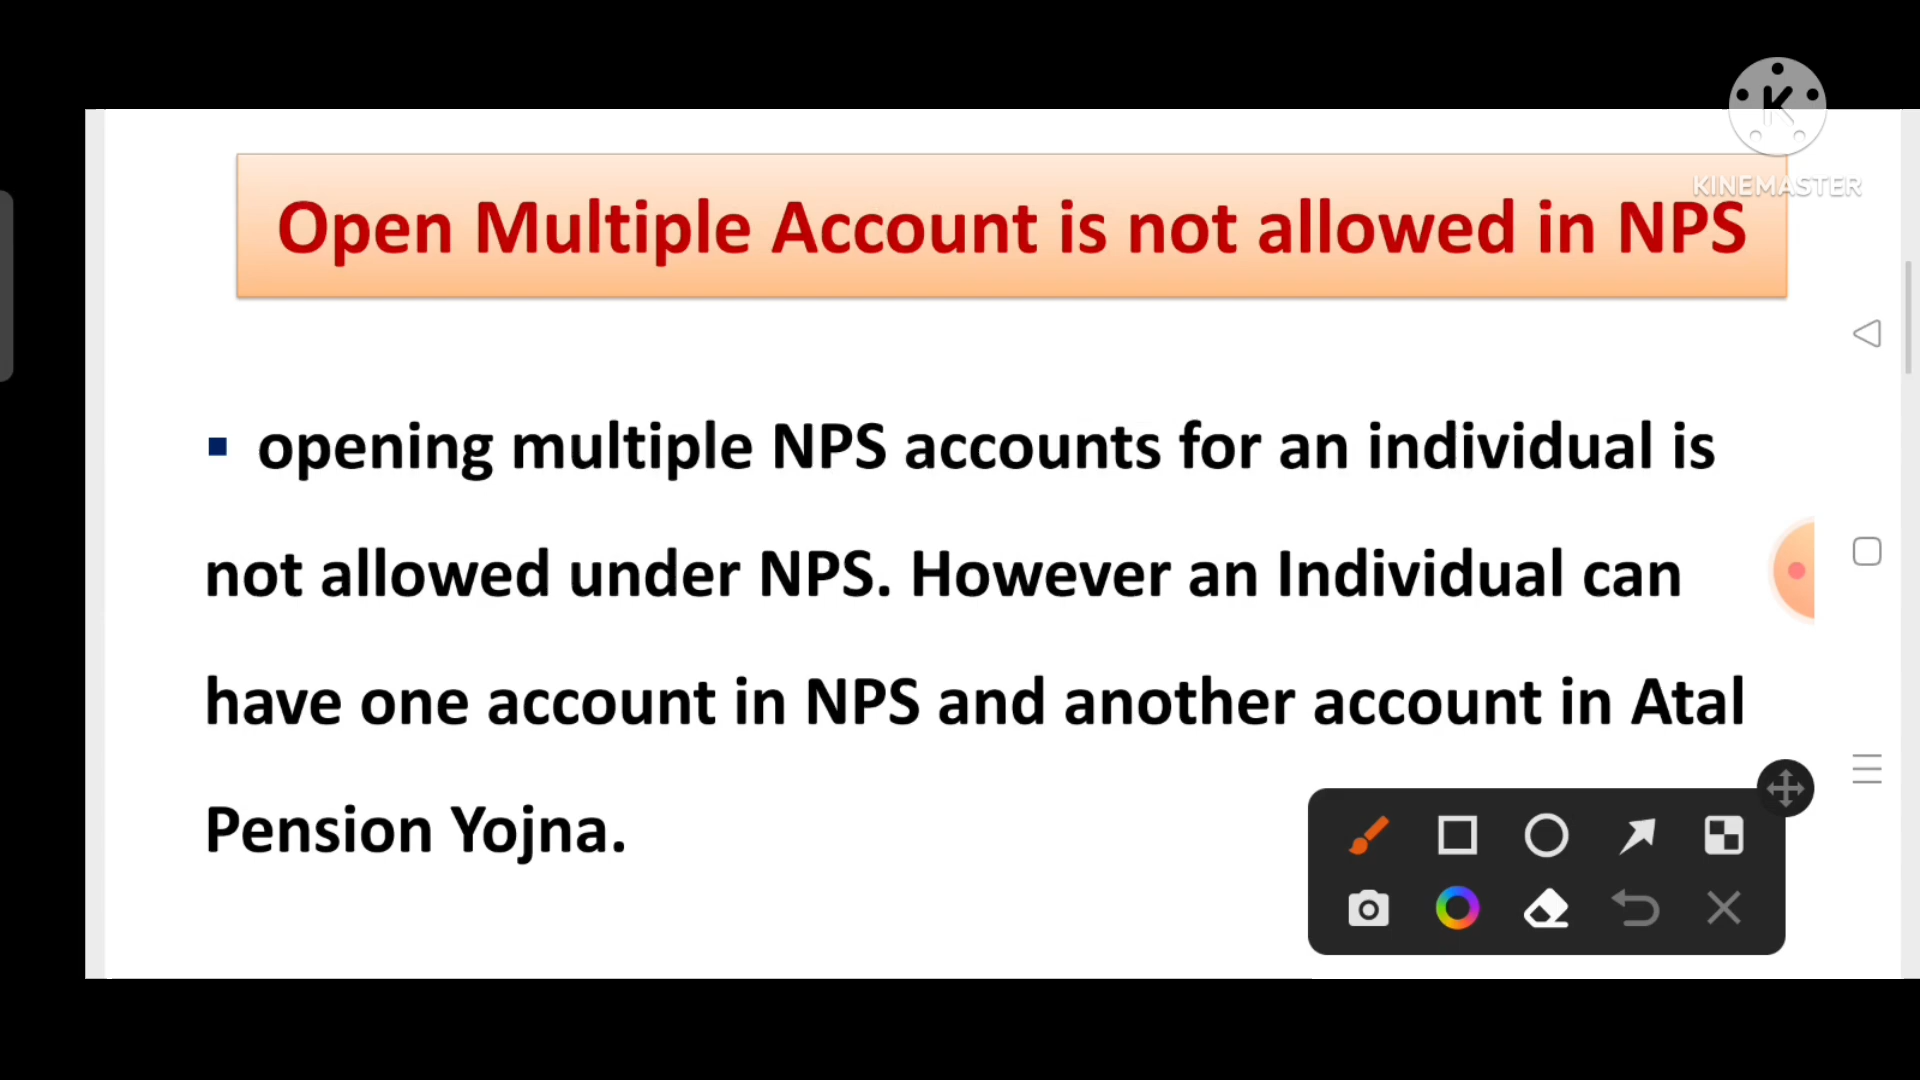 KINEMASTER
Open Multiple Account is not allowed in NPS
▪ opening multiple NPS accounts for an individual is
not allowed under NPS. However an Individual can
have one account in NPS and another account in Atal
Pension Yojna.